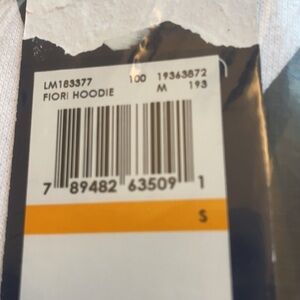 LM183377 100 19363872
FIORI HOODIE M 193
7 89482 63509 1
S